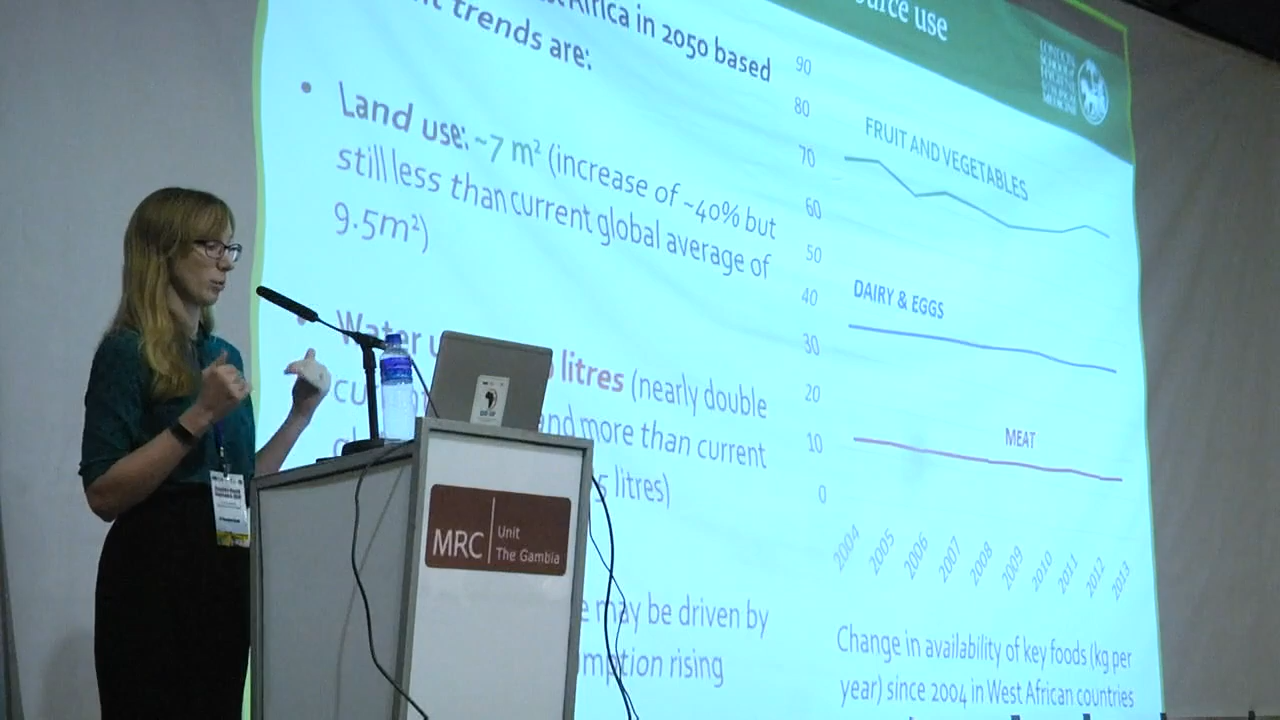 use
Africa in 2050 based
trends are:
• Land use: ~7 m² (increase of ~40% but
still less than current global average of
9.5m²)
• Water
litres (nearly double
and more than current
litres)
may be driven by
rising
90
80
70
60
50
40
30
20
10
0
FRUIT AND VEGETABLES
DAIRY & EGGS
MEAT
2004
2005
2006
2007
2008
2009
2010
2011
2012
2013
Change in availability of key foods (kg per
year) since 2004 in West African countries
MRC
Unit
The Gambia